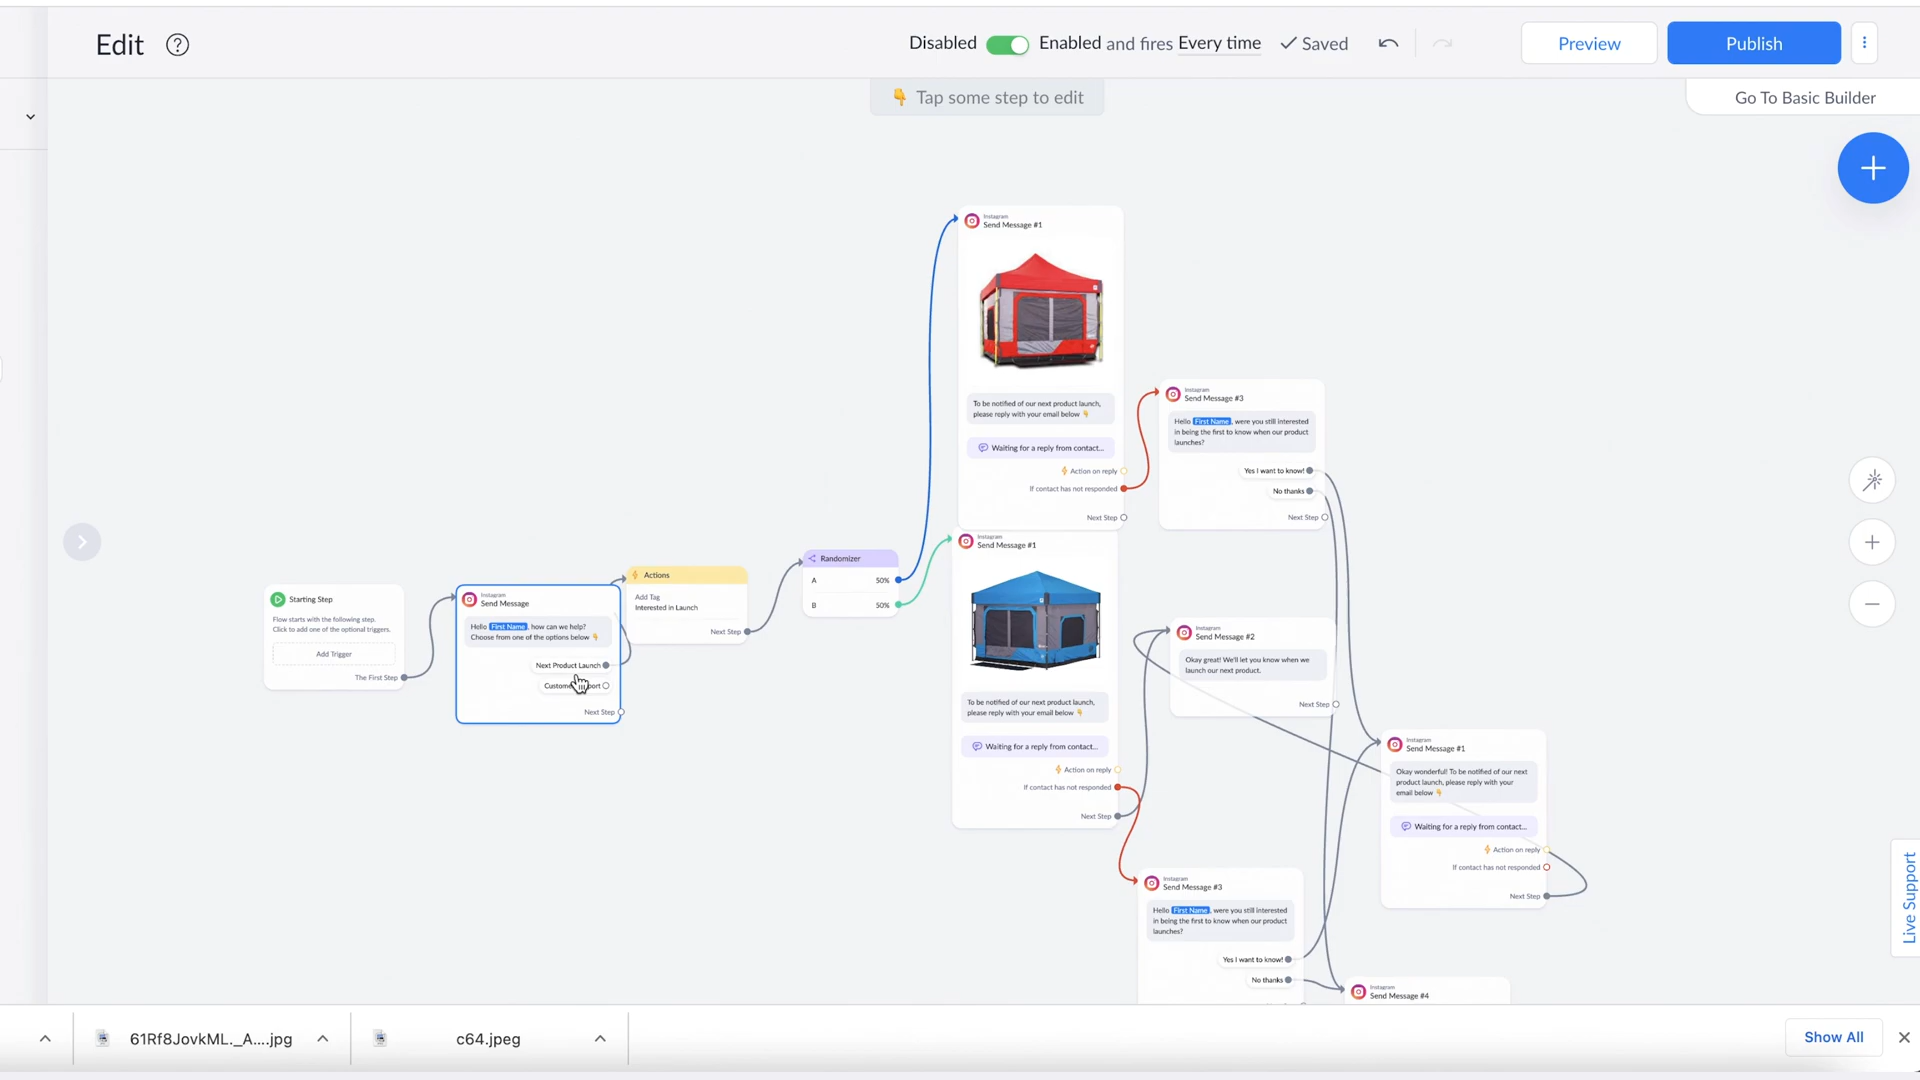 Edit
?
Disabled
Enabled and fires Every time
Saved
Preview
Publish
Tap some step to edit
Go To Basic Builder
Starting Step
Flow starts with the following step.
Click to add one of the optional triggers.
Add Trigger
The First Step
Instagram
Send Message
Hello First Name, how can we help?
Choose from one of the options below
Next Product Launch
Next Step
Actions
Add Tag
Interested in Launch
Next Step
Randomizer
A 50%
B 50%
Instagram
Send Message #1
To be notified of our next product launch,
please reply with your email below
Waiting for a reply from contact...
Action on reply
If contact has not responded
Next Step
Instagram
Send Message #1
To be notified of our next product launch,
please reply with your email below
Waiting for a reply from contact...
Action on reply
If contact has not responded
Next Step
Instagram
Send Message #3
Hello First Name, were you still interested
in being the first to know when our product
launches?
Yes I want to know!
No thanks
Next Step
Instagram
Send Message #2
Okay great! We'll let you know when we
launch our next product.
Next Step
Instagram
Send Message #1
Okay wonderful! To be notified of our next
product launch, please reply with your
email below
Waiting for a reply from contact...
Action on reply
If contact has not responded
Next Step
Instagram
Send Message #3
Hello First Name, were you still interested
in being the first to know when our product
launches?
Yes I want to know!
No thanks
Instagram
Send Message #4
Live Support
61Rf8JovkML._A....jpg
c64.jpeg
Show All